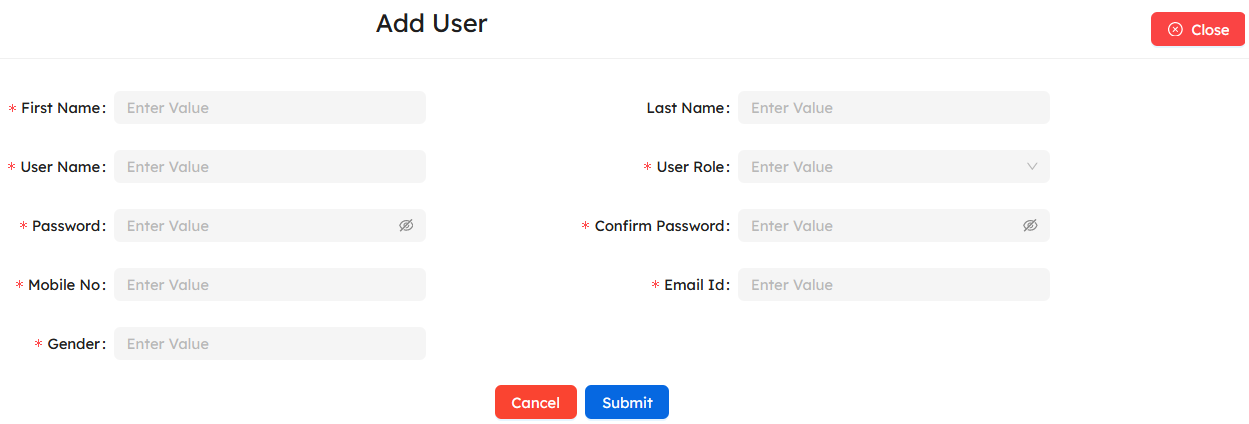 Add User
Close
* First Name: Enter Value Last Name: Enter Value
* User Name: Enter Value * User Role: Enter Value
* Password: Enter Value * Confirm Password: Enter Value
* Mobile No: Enter Value * Email Id: Enter Value
* Gender: Enter Value
Cancel Submit